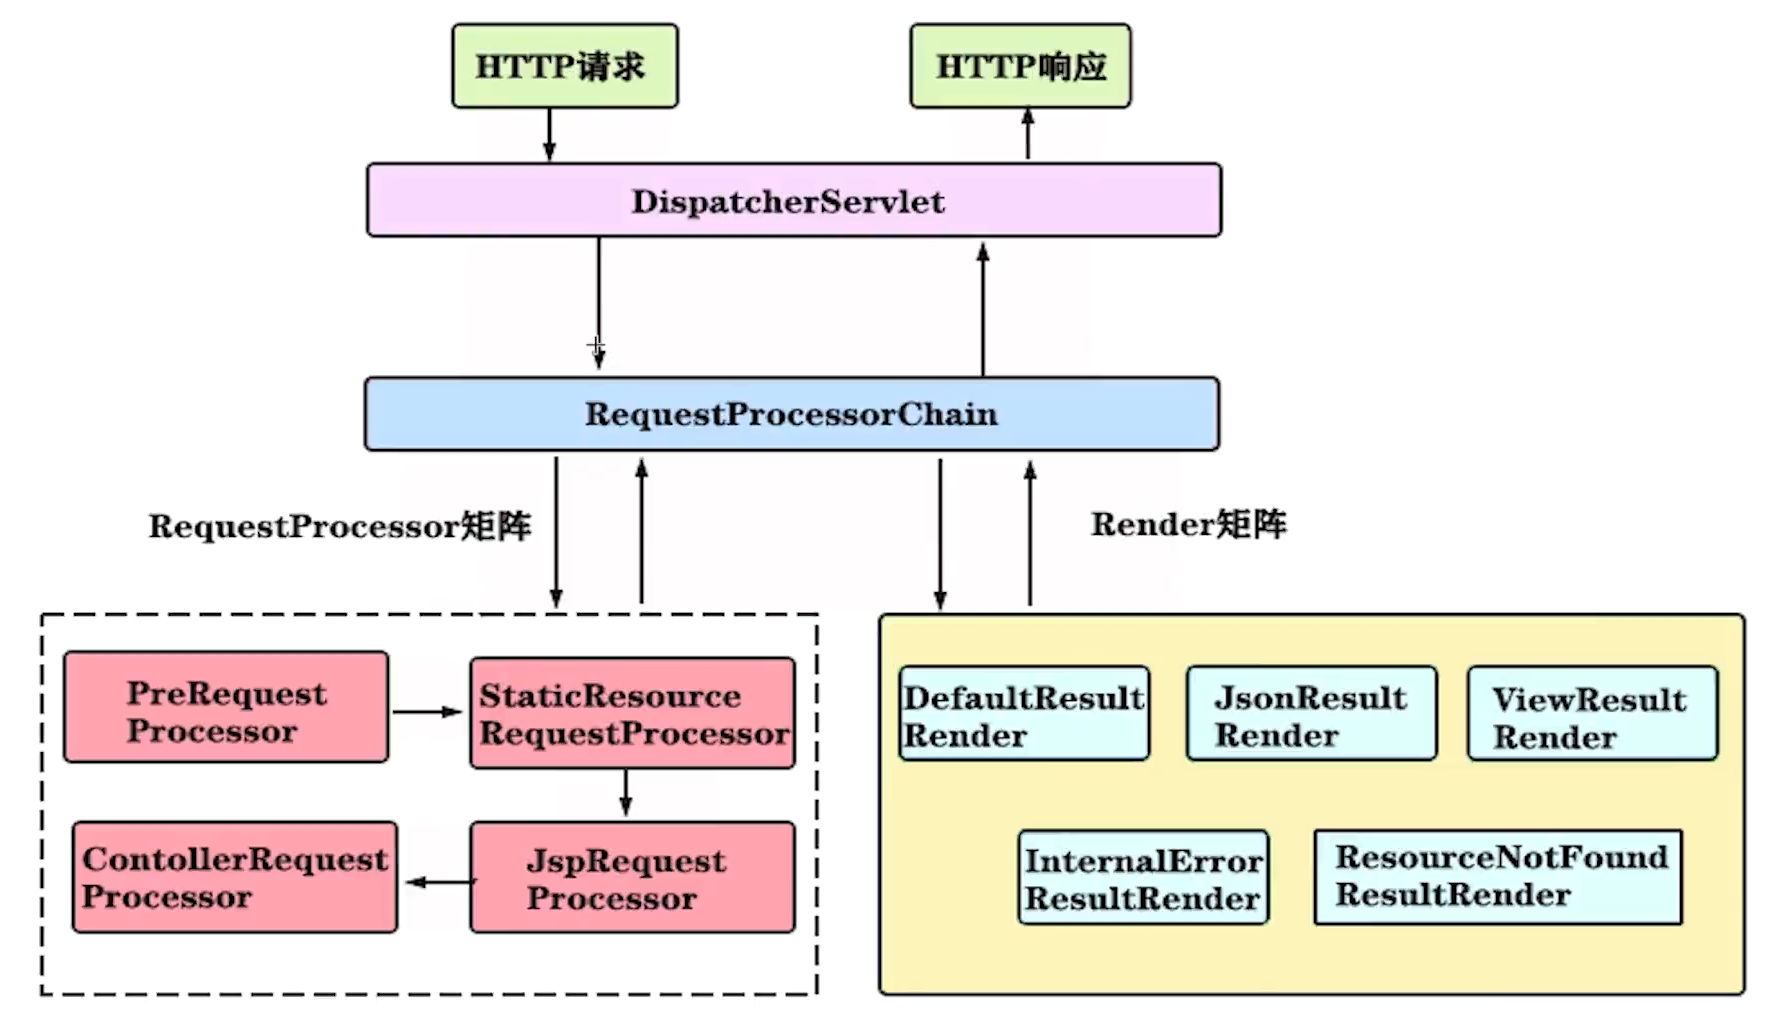 HTTP请求
HTTP响应
DispatcherServlet
RequestProcessorChain
RequestProcessor矩阵
Render矩阵
PreRequest
Processor
StaticResource
RequestProcessor
ContollerRequest
Processor
JspRequest
Processor
DefaultResult
Render
JsonResult
Render
ViewResult
Render
InternalError
ResultRender
ResourceNotFound
ResultRender